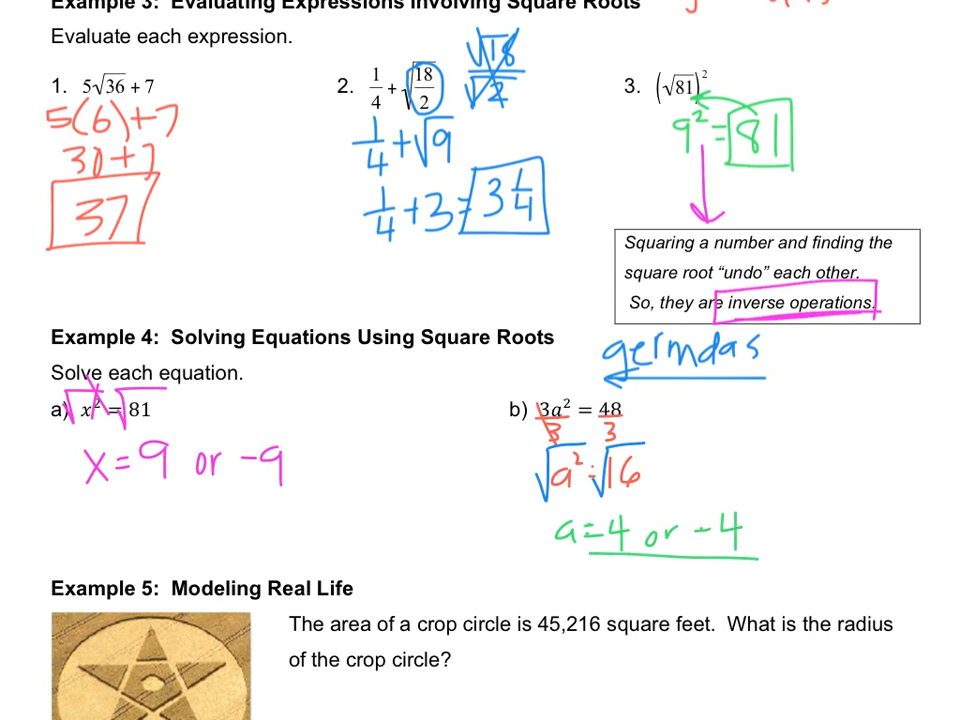 Example 3: Evaluating Expressions Involving Square Roots
Evaluate each expression.
1. 5√36 + 7
5(6)+7
30+7
37
2. 1/4 + √(18/2)
√18/√2
1/4+√9
1/4+3=3 1/4
3. (√81)²
9²=81
Squaring a number and finding the
square root “undo” each other.
So, they are inverse operations.
germdas
Example 4: Solving Equations Using Square Roots
Solve each equation.
a) x² = 81
x=9 or -9
b) 3a² = 48
3 3
√a²=√16
a=4 or -4
Example 5: Modeling Real Life
The area of a crop circle is 45,216 square feet. What is the radius
of the crop circle?